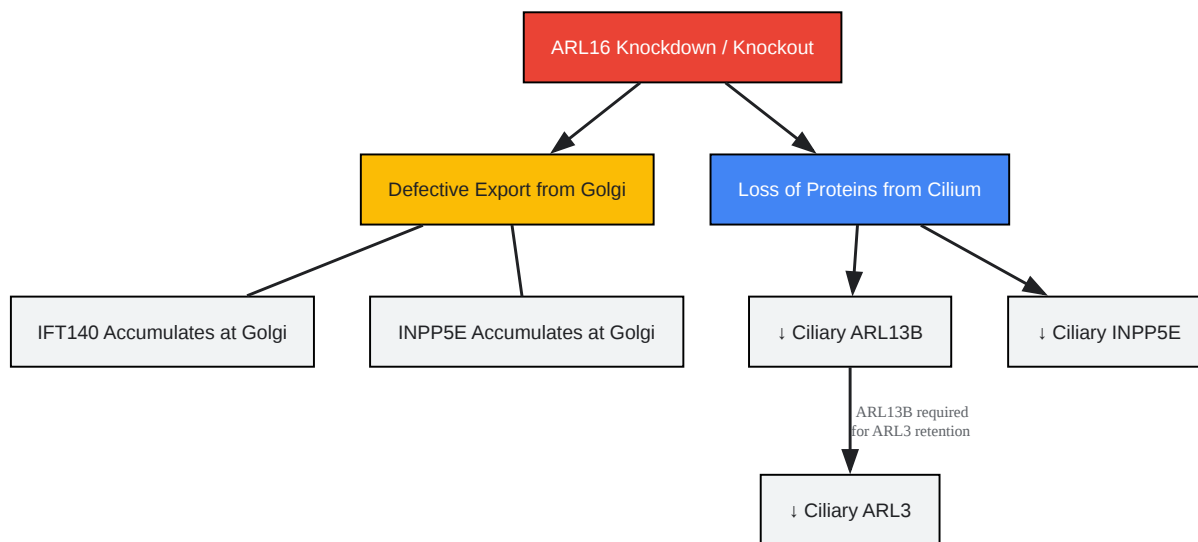 ARL16 Knockdown / Knockout
Defective Export from Golgi
Loss of Proteins from Cilium
IFT140 Accumulates at Golgi
INPP5E Accumulates at Golgi
↓ Ciliary ARL13B
↓ Ciliary INPP5E
ARL13B required
for ARL3 retention
↓ Ciliary ARL3